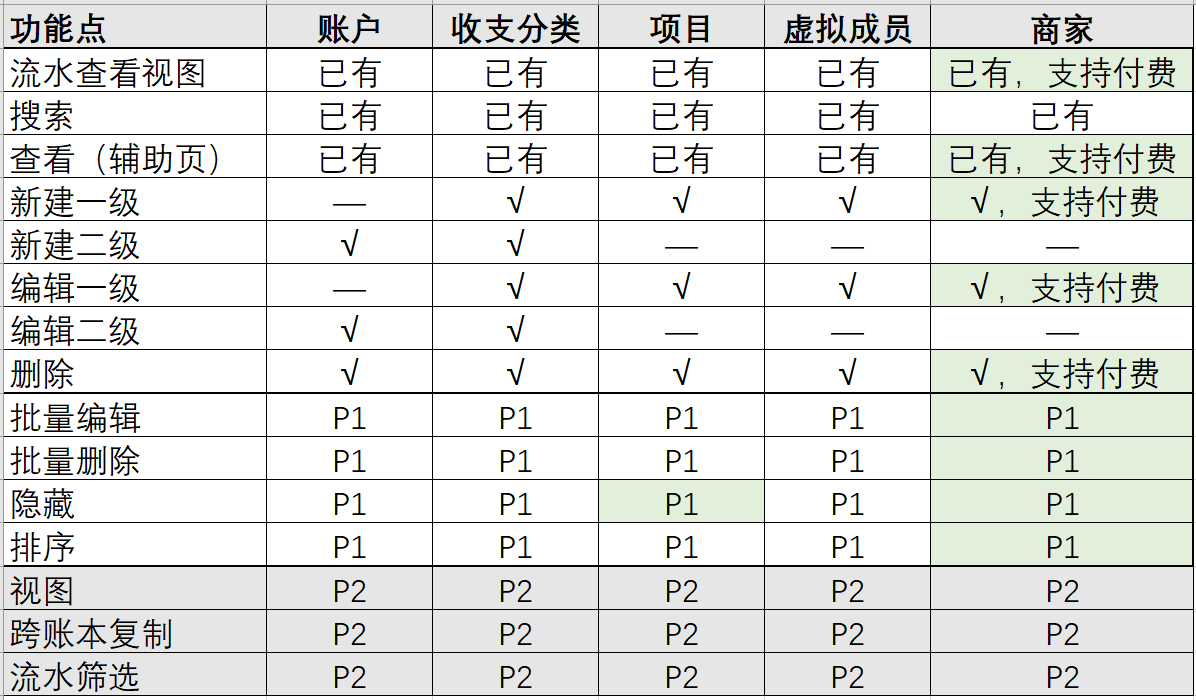 功能点 账户 收支分类 项目 虚拟成员 商家
流水查看视图 已有 已有 已有 已有 已有，支持付费
搜索 已有 已有 已有 已有 已有
查看（辅助页） 已有 已有 已有 已有 已有，支持付费
新建一级 — √ √ √ √，支持付费
新建二级 √ √ — — —
编辑一级 — √ √ √ √，支持付费
编辑二级 √ √ — — —
删除 √ √ √ √ √，支持付费
批量编辑 P1 P1 P1 P1 P1
批量删除 P1 P1 P1 P1 P1
隐藏 P1 P1 P1 P1 P1
排序 P1 P1 P1 P1 P1
视图 P2 P2 P2 P2 P2
跨账本复制 P2 P2 P2 P2 P2
流水筛选 P2 P2 P2 P2 P2